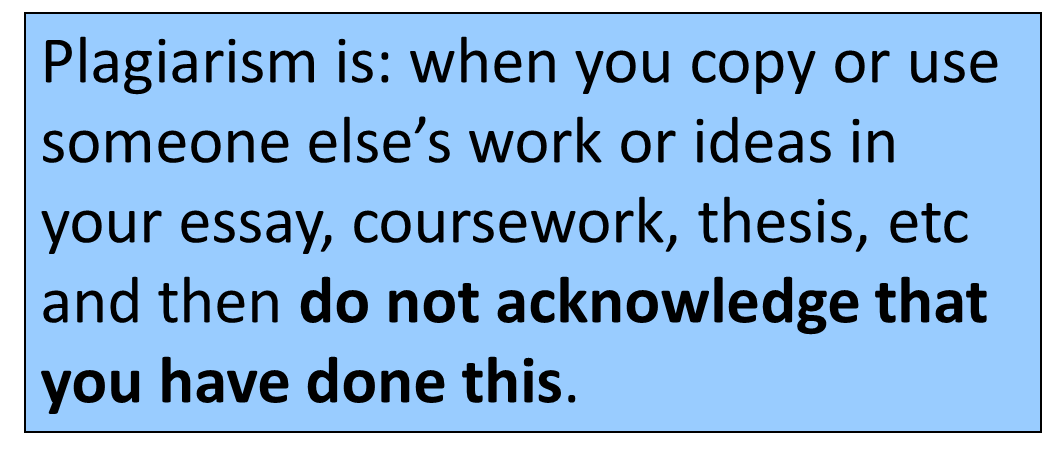 Plagiarism is: when you copy or use
someone else’s work or ideas in
your essay, coursework, thesis, etc
and then do not acknowledge that
you have done this.